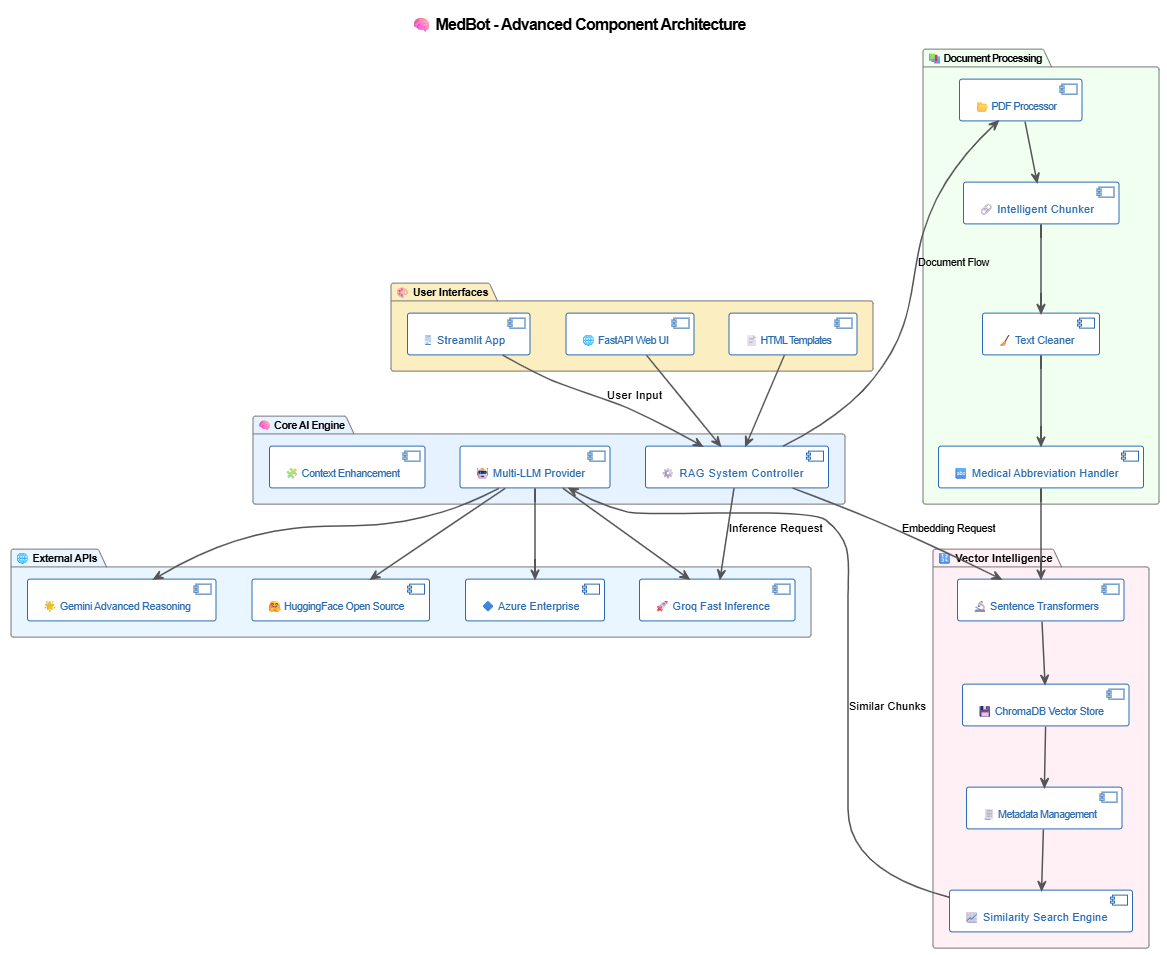 🧠 MedBot - Advanced Component Architecture
Document Processing
PDF Processor
Intelligent Chunker
Document Flow
Text Cleaner
Medical Abbreviation Handler
User Interfaces
Streamlit App
FastAPI Web UI
HTML Templates
User Input
Core AI Engine
Context Enhancement
Multi-LLM Provider
RAG System Controller
Inference Request
Embedding Request
External APIs
Gemini Advanced Reasoning
HuggingFace Open Source
Azure Enterprise
Groq Fast Inference
Vector Intelligence
Sentence Transformers
ChromaDB Vector Store
Similar Chunks
Metadata Management
Similarity Search Engine